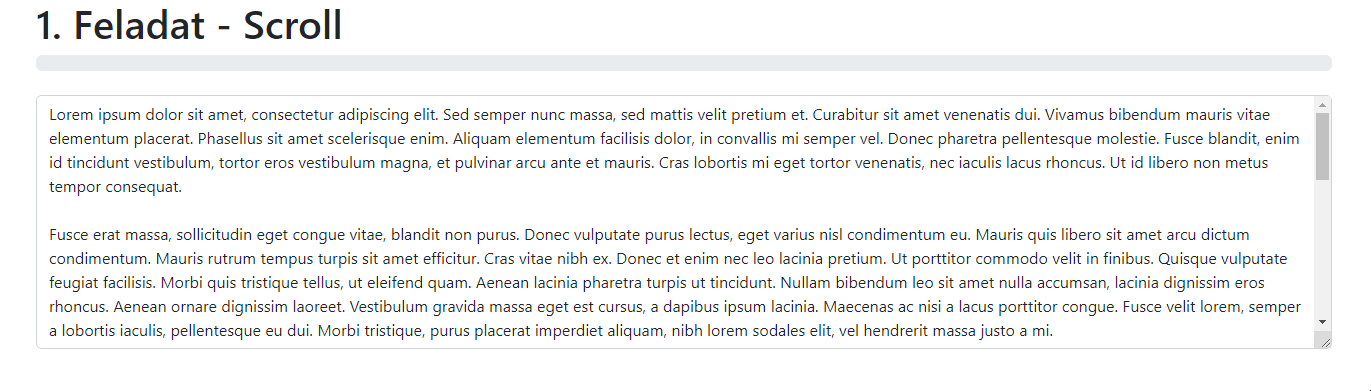 1. Feladat - Scroll
Lorem ipsum dolor sit amet, consectetur adipiscing elit. Sed semper nunc massa, sed mattis velit pretium et. Curabitur sit amet venenatis dui. Vivamus bibendum mauris vitae
elementum placerat. Phasellus sit amet scelerisque enim. Aliquam elementum facilisis dolor, in convallis mi semper vel. Donec pharetra pellentesque molestie. Fusce blandit, enim
id tincidunt vestibulum, tortor eros vestibulum magna, et pulvinar arcu ante et mauris. Cras lobortis mi eget tortor venenatis, nec iaculis lacus rhoncus. Ut id libero non metus
tempor consequat.
Fusce erat massa, sollicitudin eget congue vitae, blandit non purus. Donec vulputate purus lectus, eget varius nisl condimentum eu. Mauris quis libero sit amet arcu dictum
condimentum. Mauris rutrum tempus turpis sit amet efficitur. Cras vitae nibh ex. Donec et enim nec leo lacinia pretium. Ut porttitor commodo velit in finibus. Quisque vulputate
feugiat facilisis. Morbi quis tristique tellus, ut eleifend quam. Aenean lacinia pharetra turpis ut tincidunt. Nullam bibendum leo sit amet nulla accumsan, lacinia dignissim eros
rhoncus. Aenean ornare dignissim laoreet. Vestibulum gravida massa eget est cursus, a dapibus ipsum lacinia. Maecenas ac nisi a lacus porttitor congue. Fusce velit lorem, semper
a lobortis iaculis, pellentesque eu dui. Morbi tristique, purus placerat imperdiet aliquam, nibh lorem sodales elit, vel hendrerit massa justo a mi.